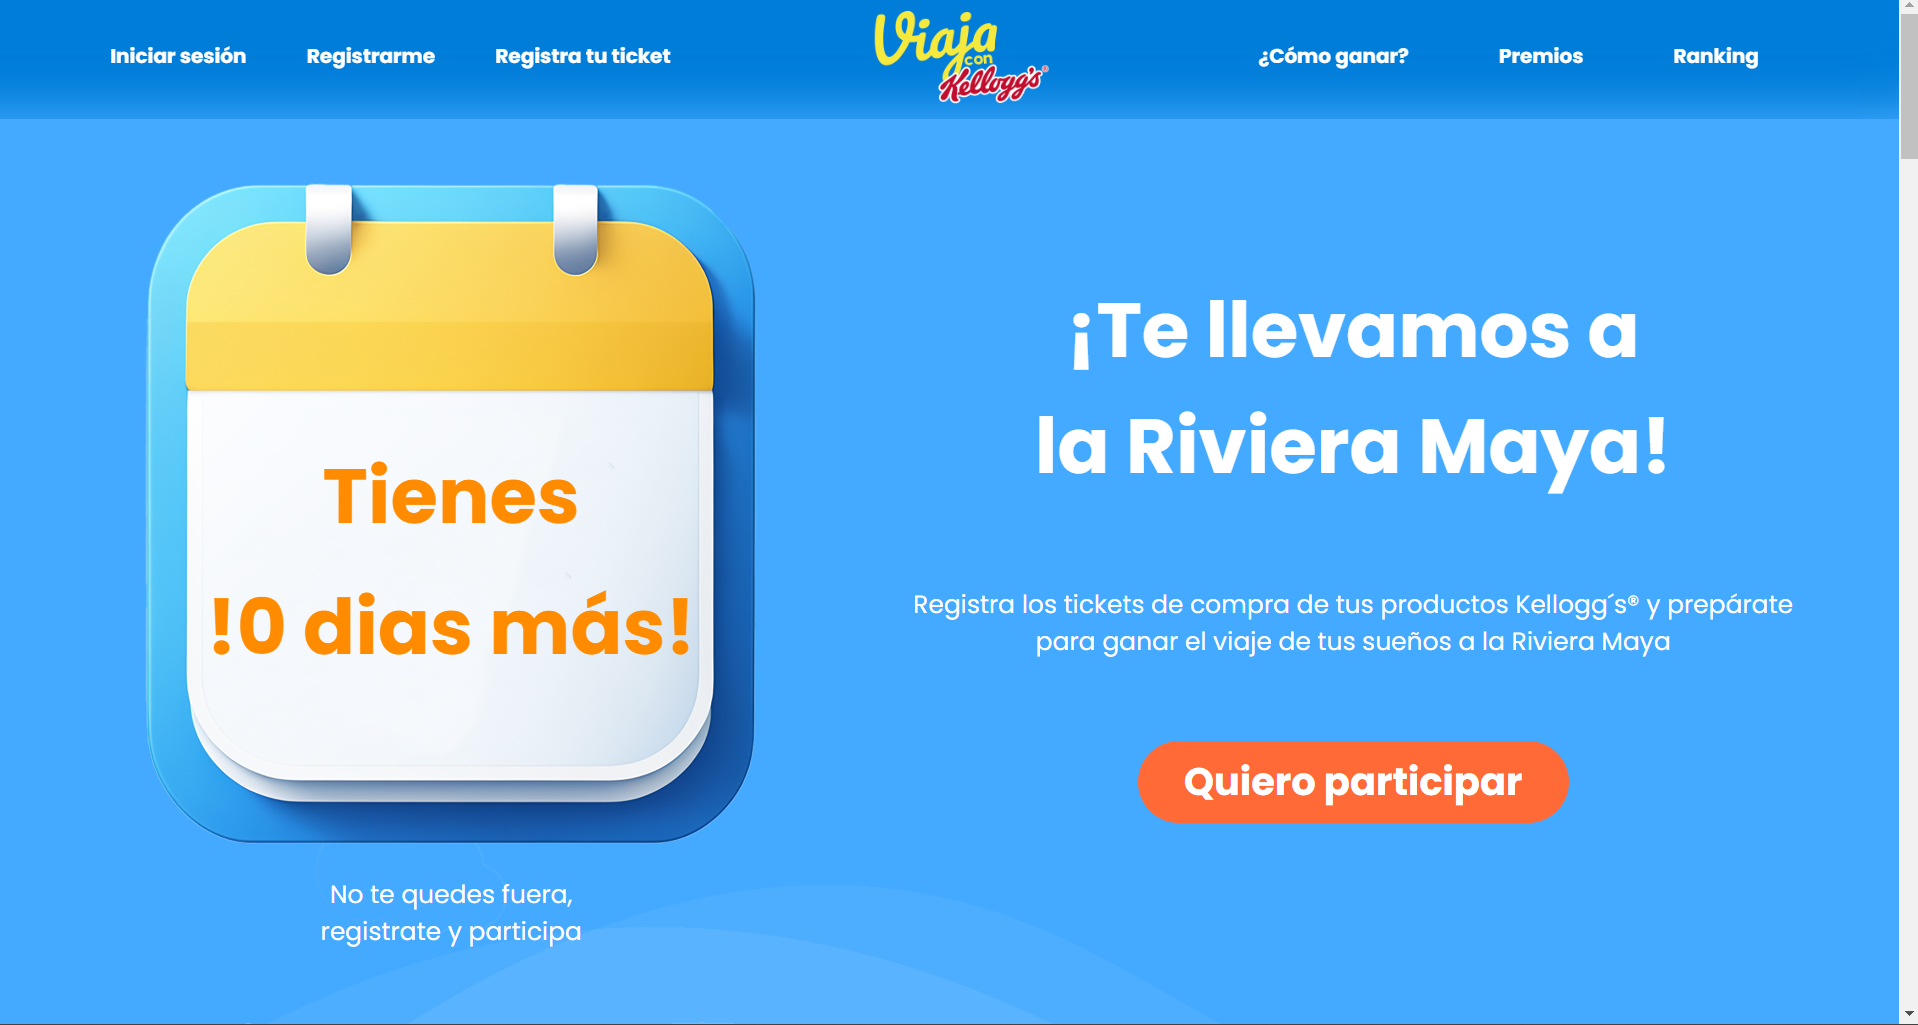 Iniciar sesión
Registrarme
Registra tu ticket
Viaja
con
Kellogg's®
¿Cómo ganar?
Premios
Ranking
Tienes
!0 dias más!
No te quedes fuera,
registrate y participa
¡Te llevamos a
la Riviera Maya!
Registra los tickets de compra de tus productos Kellogg´s® y prepárate
para ganar el viaje de tus sueños a la Riviera Maya
Quiero participar